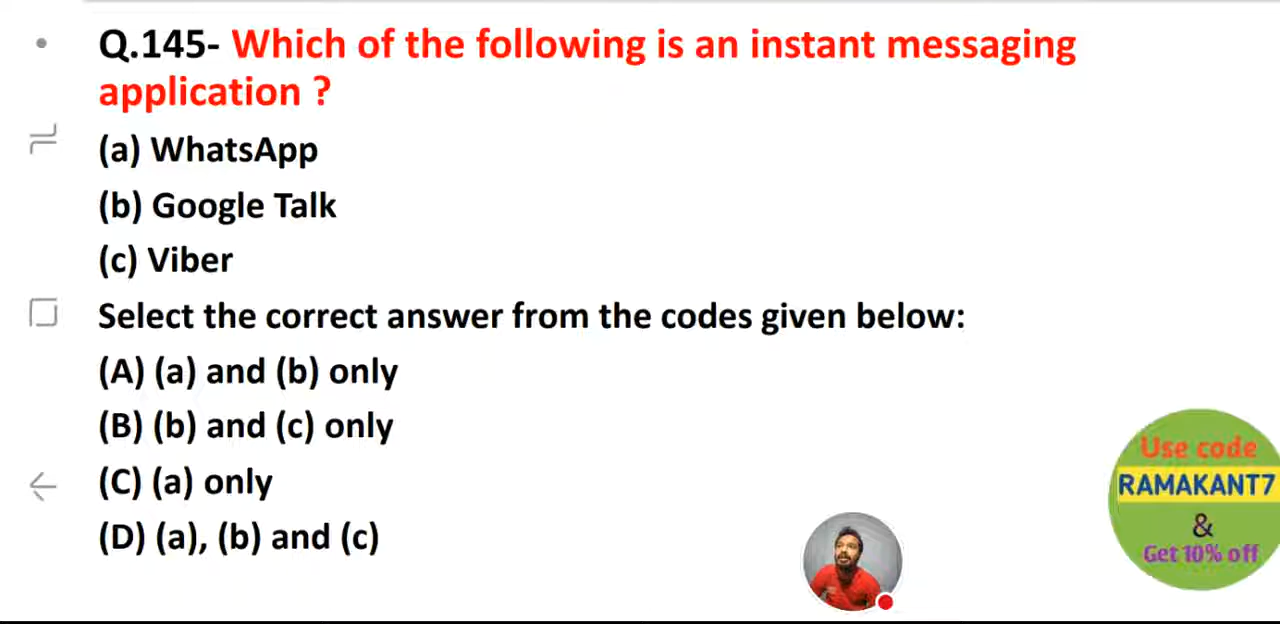 Q.145- Which of the following is an instant messaging
application ?
(a) WhatsApp
(b) Google Talk
(c) Viber
Select the correct answer from the codes given below:
(A) (a) and (b) only
(B) (b) and (c) only
(C) (a) only
(D) (a), (b) and (c)
Use code
RAMAKANT7
&
Get 10% off